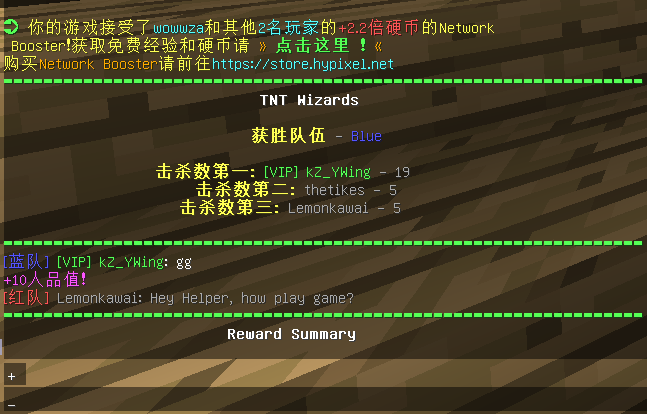 你的游戏接受了wowwza和其他2名玩家的+2.2倍硬币的Network
Booster!获取免费经验和硬币请 » 点击这里 ! «
购买Network Booster请前往https://store.hypixel.net
TNT Wizards
获胜队伍 - Blue
击杀数第一: [VIP] kZ_YWing - 19
击杀数第二: thetikes - 5
击杀数第三: Lemonkawai - 5
[蓝队] [VIP] kZ_YWing: gg
+10人品值!
[红队] Lemonkawai: Hey Helper, how play game?
Reward Summary
+
-